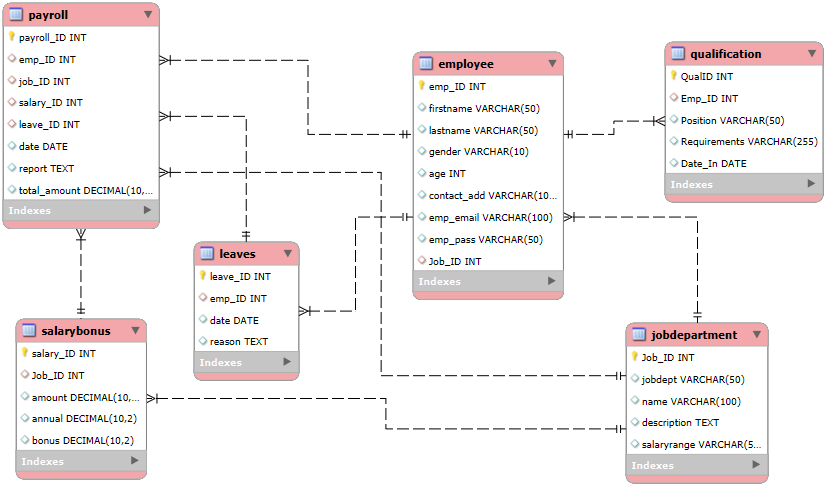 payroll
payroll_ID INT
emp_ID INT
job_ID INT
salary_ID INT
leave_ID INT
date DATE
report TEXT
total_amount DECIMAL(10,...
Indexes
employee
emp_ID INT
firstname VARCHAR(50)
lastname VARCHAR(50)
gender VARCHAR(10)
age INT
contact_add VARCHAR(10...
emp_email VARCHAR(100)
emp_pass VARCHAR(50)
Job_ID INT
Indexes
qualification
QualID INT
Emp_ID INT
Position VARCHAR(50)
Requirements VARCHAR(255)
Date_In DATE
Indexes
leaves
leave_ID INT
emp_ID INT
date DATE
reason TEXT
Indexes
salarybonus
salary_ID INT
Job_ID INT
amount DECIMAL(10,...
annual DECIMAL(10,2)
bonus DECIMAL(10,2)
Indexes
jobdepartment
Job_ID INT
jobdept VARCHAR(50)
name VARCHAR(100)
description TEXT
salaryrange VARCHAR(5...
Indexes